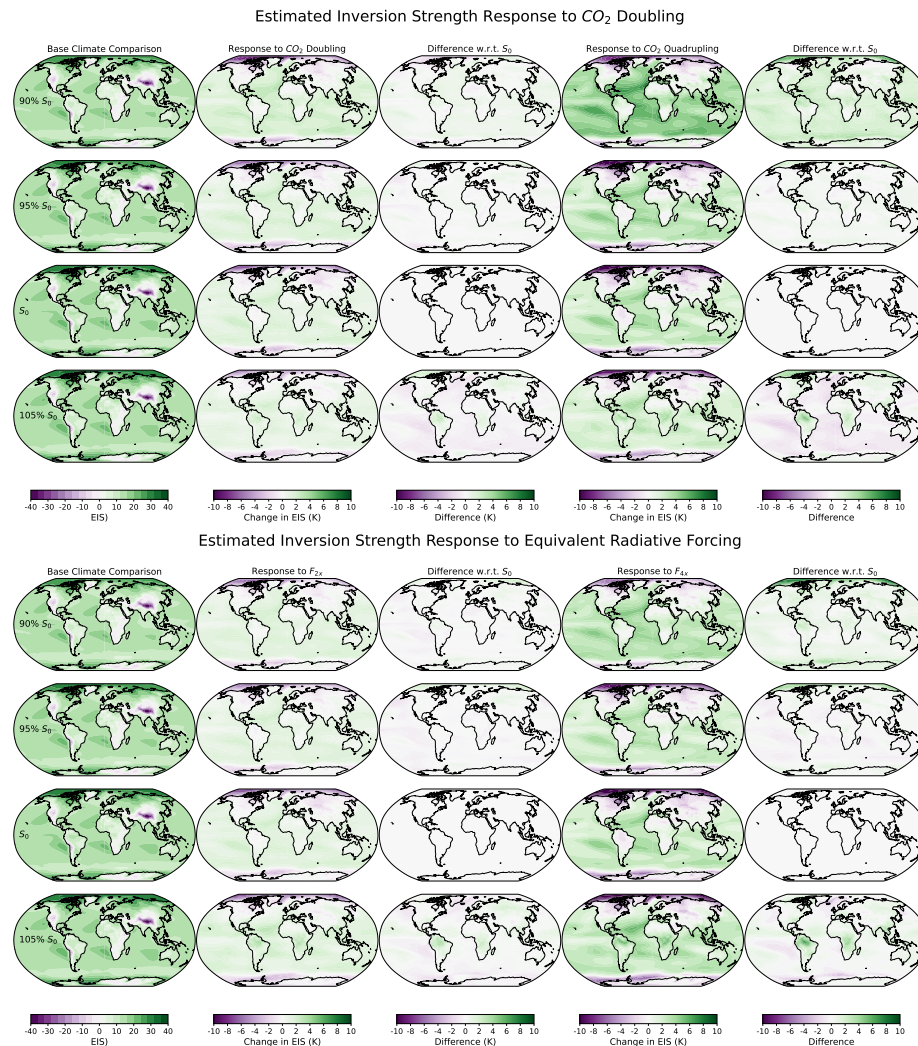 Estimated Inversion Strength Response to CO₂ Doubling
Base Climate Comparison
Response to CO₂ Doubling
Difference w.r.t. S₀
Response to CO₂ Quadrupling
Difference w.r.t. S₀
90% S₀
95% S₀
S₀
105% S₀
-40 -30 -20 -10 0 10 20 30 40
-10 -8 -6 -4 -2 0 2 4 6 8 10
-10 -8 -6 -4 -2 0 2 4 6 8 10
-10 -8 -6 -4 -2 0 2 4 6 8 10
-10 -8 -6 -4 -2 0 2 4 6 8 10
EIS)
Change in EIS (K)
Difference (K)
Change in EIS (K)
Difference
Estimated Inversion Strength Response to Equivalent Radiative Forcing
Base Climate Comparison
Response to F₂ₓ
Difference w.r.t. S₀
Response to F₄ₓ
Difference w.r.t. S₀
90% S₀
95% S₀
S₀
105% S₀
-40 -30 -20 -10 0 10 20 30 40
-10 -8 -6 -4 -2 0 2 4 6 8 10
-10 -8 -6 -4 -2 0 2 4 6 8 10
-10 -8 -6 -4 -2 0 2 4 6 8 10
-10 -8 -6 -4 -2 0 2 4 6 8 10
EIS)
Change in EIS (K)
Difference (K)
Change in EIS (K)
Difference